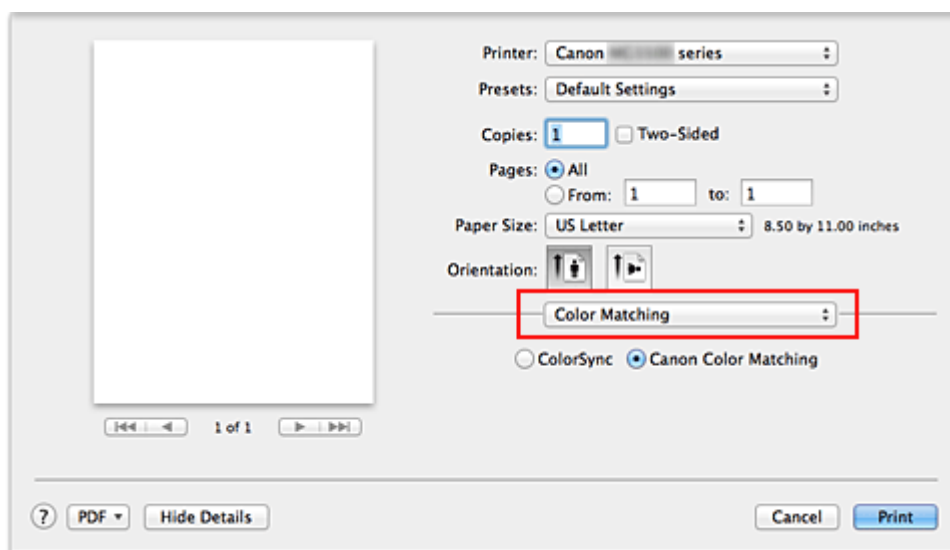 Printer: Canon series
Presets: Default Settings
Copies: 1 Two-Sided
Pages: All
From: 1 to: 1
Paper Size: US Letter 8.50 by 11.00 inches
Orientation:
Color Matching
ColorSync Canon Color Matching
1 of 1
? PDF Hide Details Cancel Print